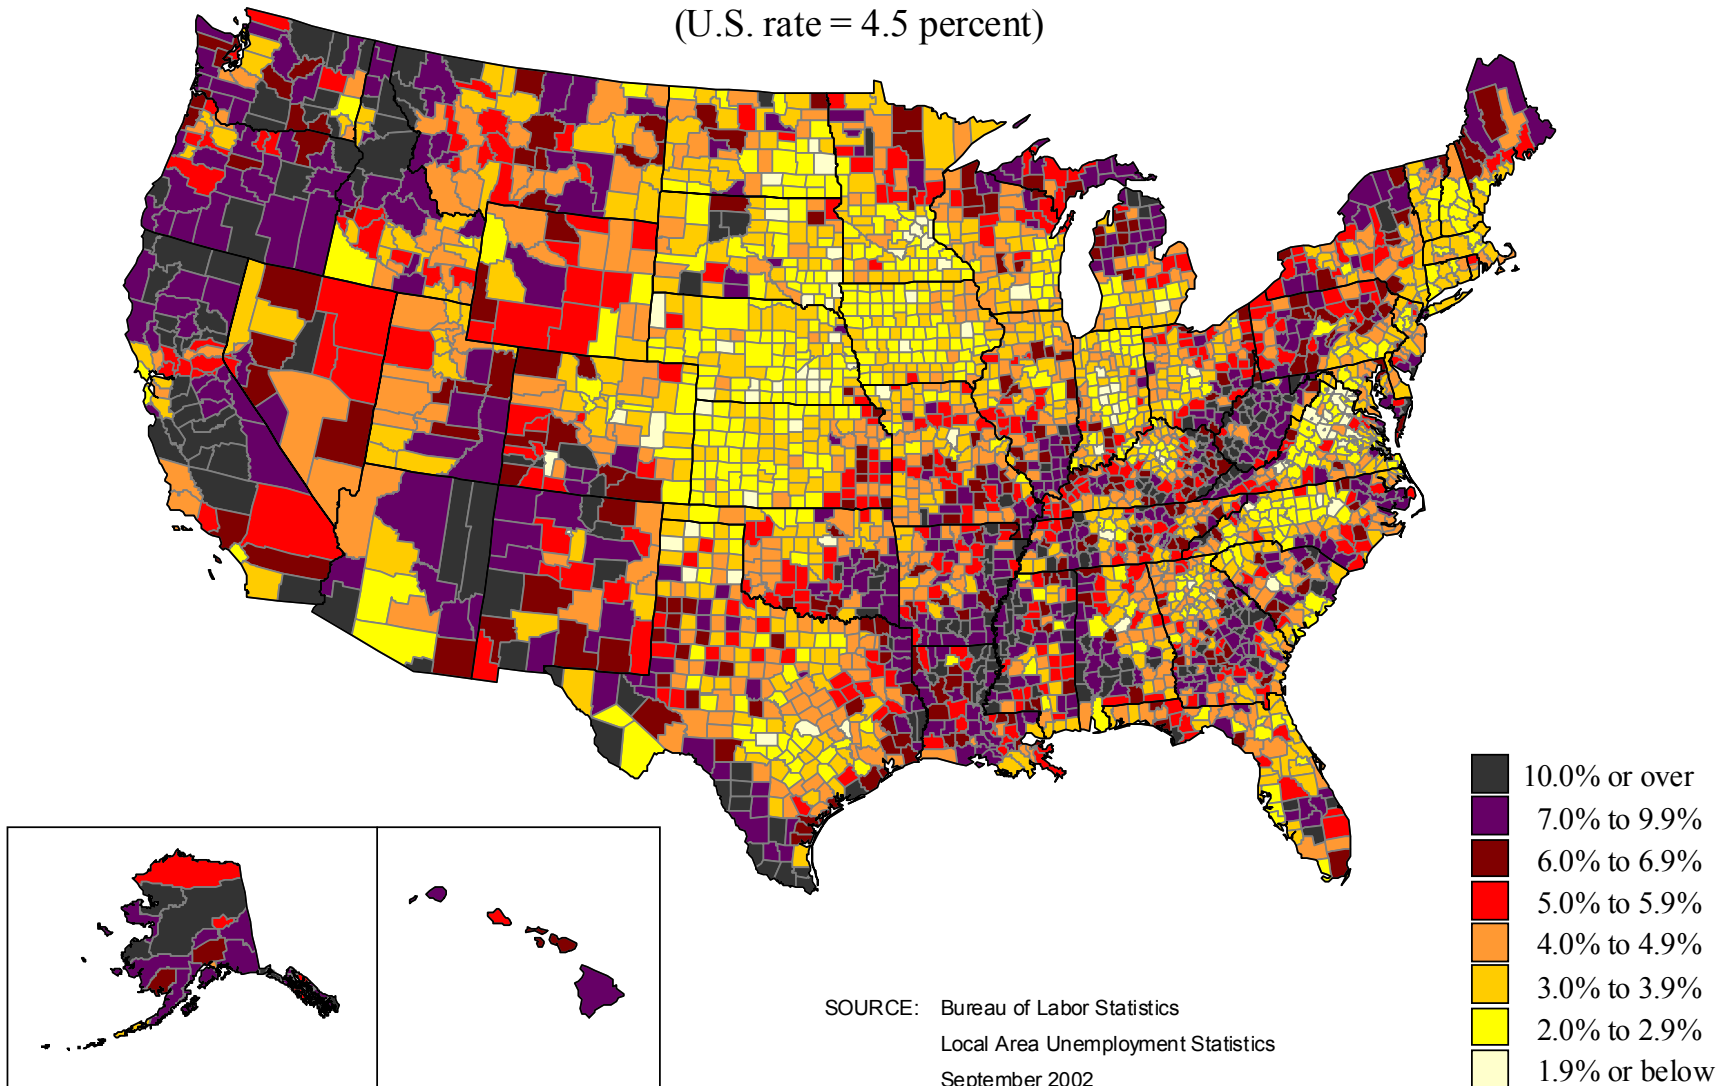 (U.S. rate = 4.5 percent)
10.0% or over
7.0% to 9.9%
6.0% to 6.9%
5.0% to 5.9%
4.0% to 4.9%
3.0% to 3.9%
2.0% to 2.9%
1.9% or below
SOURCE: Bureau of Labor Statistics
Local Area Unemployment Statistics
September 2002